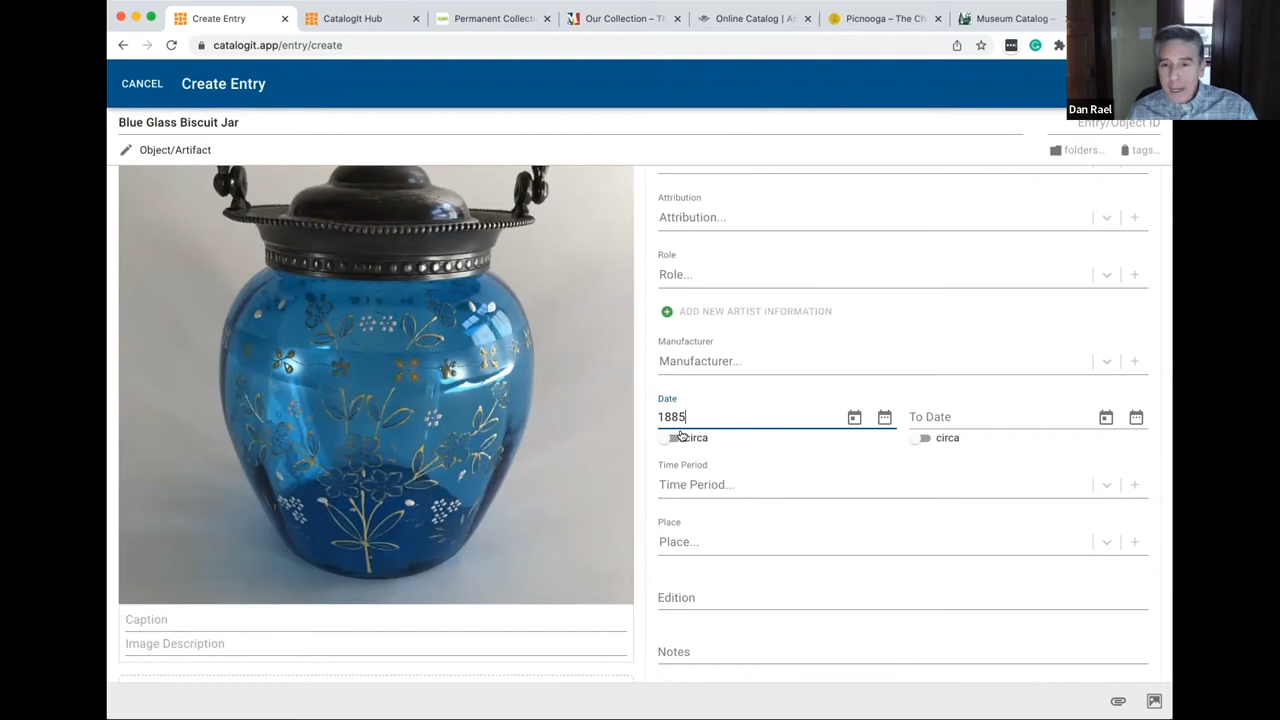 Create Entry
CatalogIt Hub
Permanent Collecti
Our Collection – Th
Online Catalog | A
Picnooga – The Ch
Museum Catalog –
catalogit.app/entry/create
CANCEL
Create Entry
Dan Rael
Blue Glass Biscuit Jar
Entry/Object ID
Object/Artifact
folders...
tags...
Attribution
Attribution...
Role
Role...
ADD NEW ARTIST INFORMATION
Manufacturer
Manufacturer...
Date
1885
To Date
circa
circa
Time Period
Time Period...
Place
Place...
Edition
Notes
Caption
Image Description